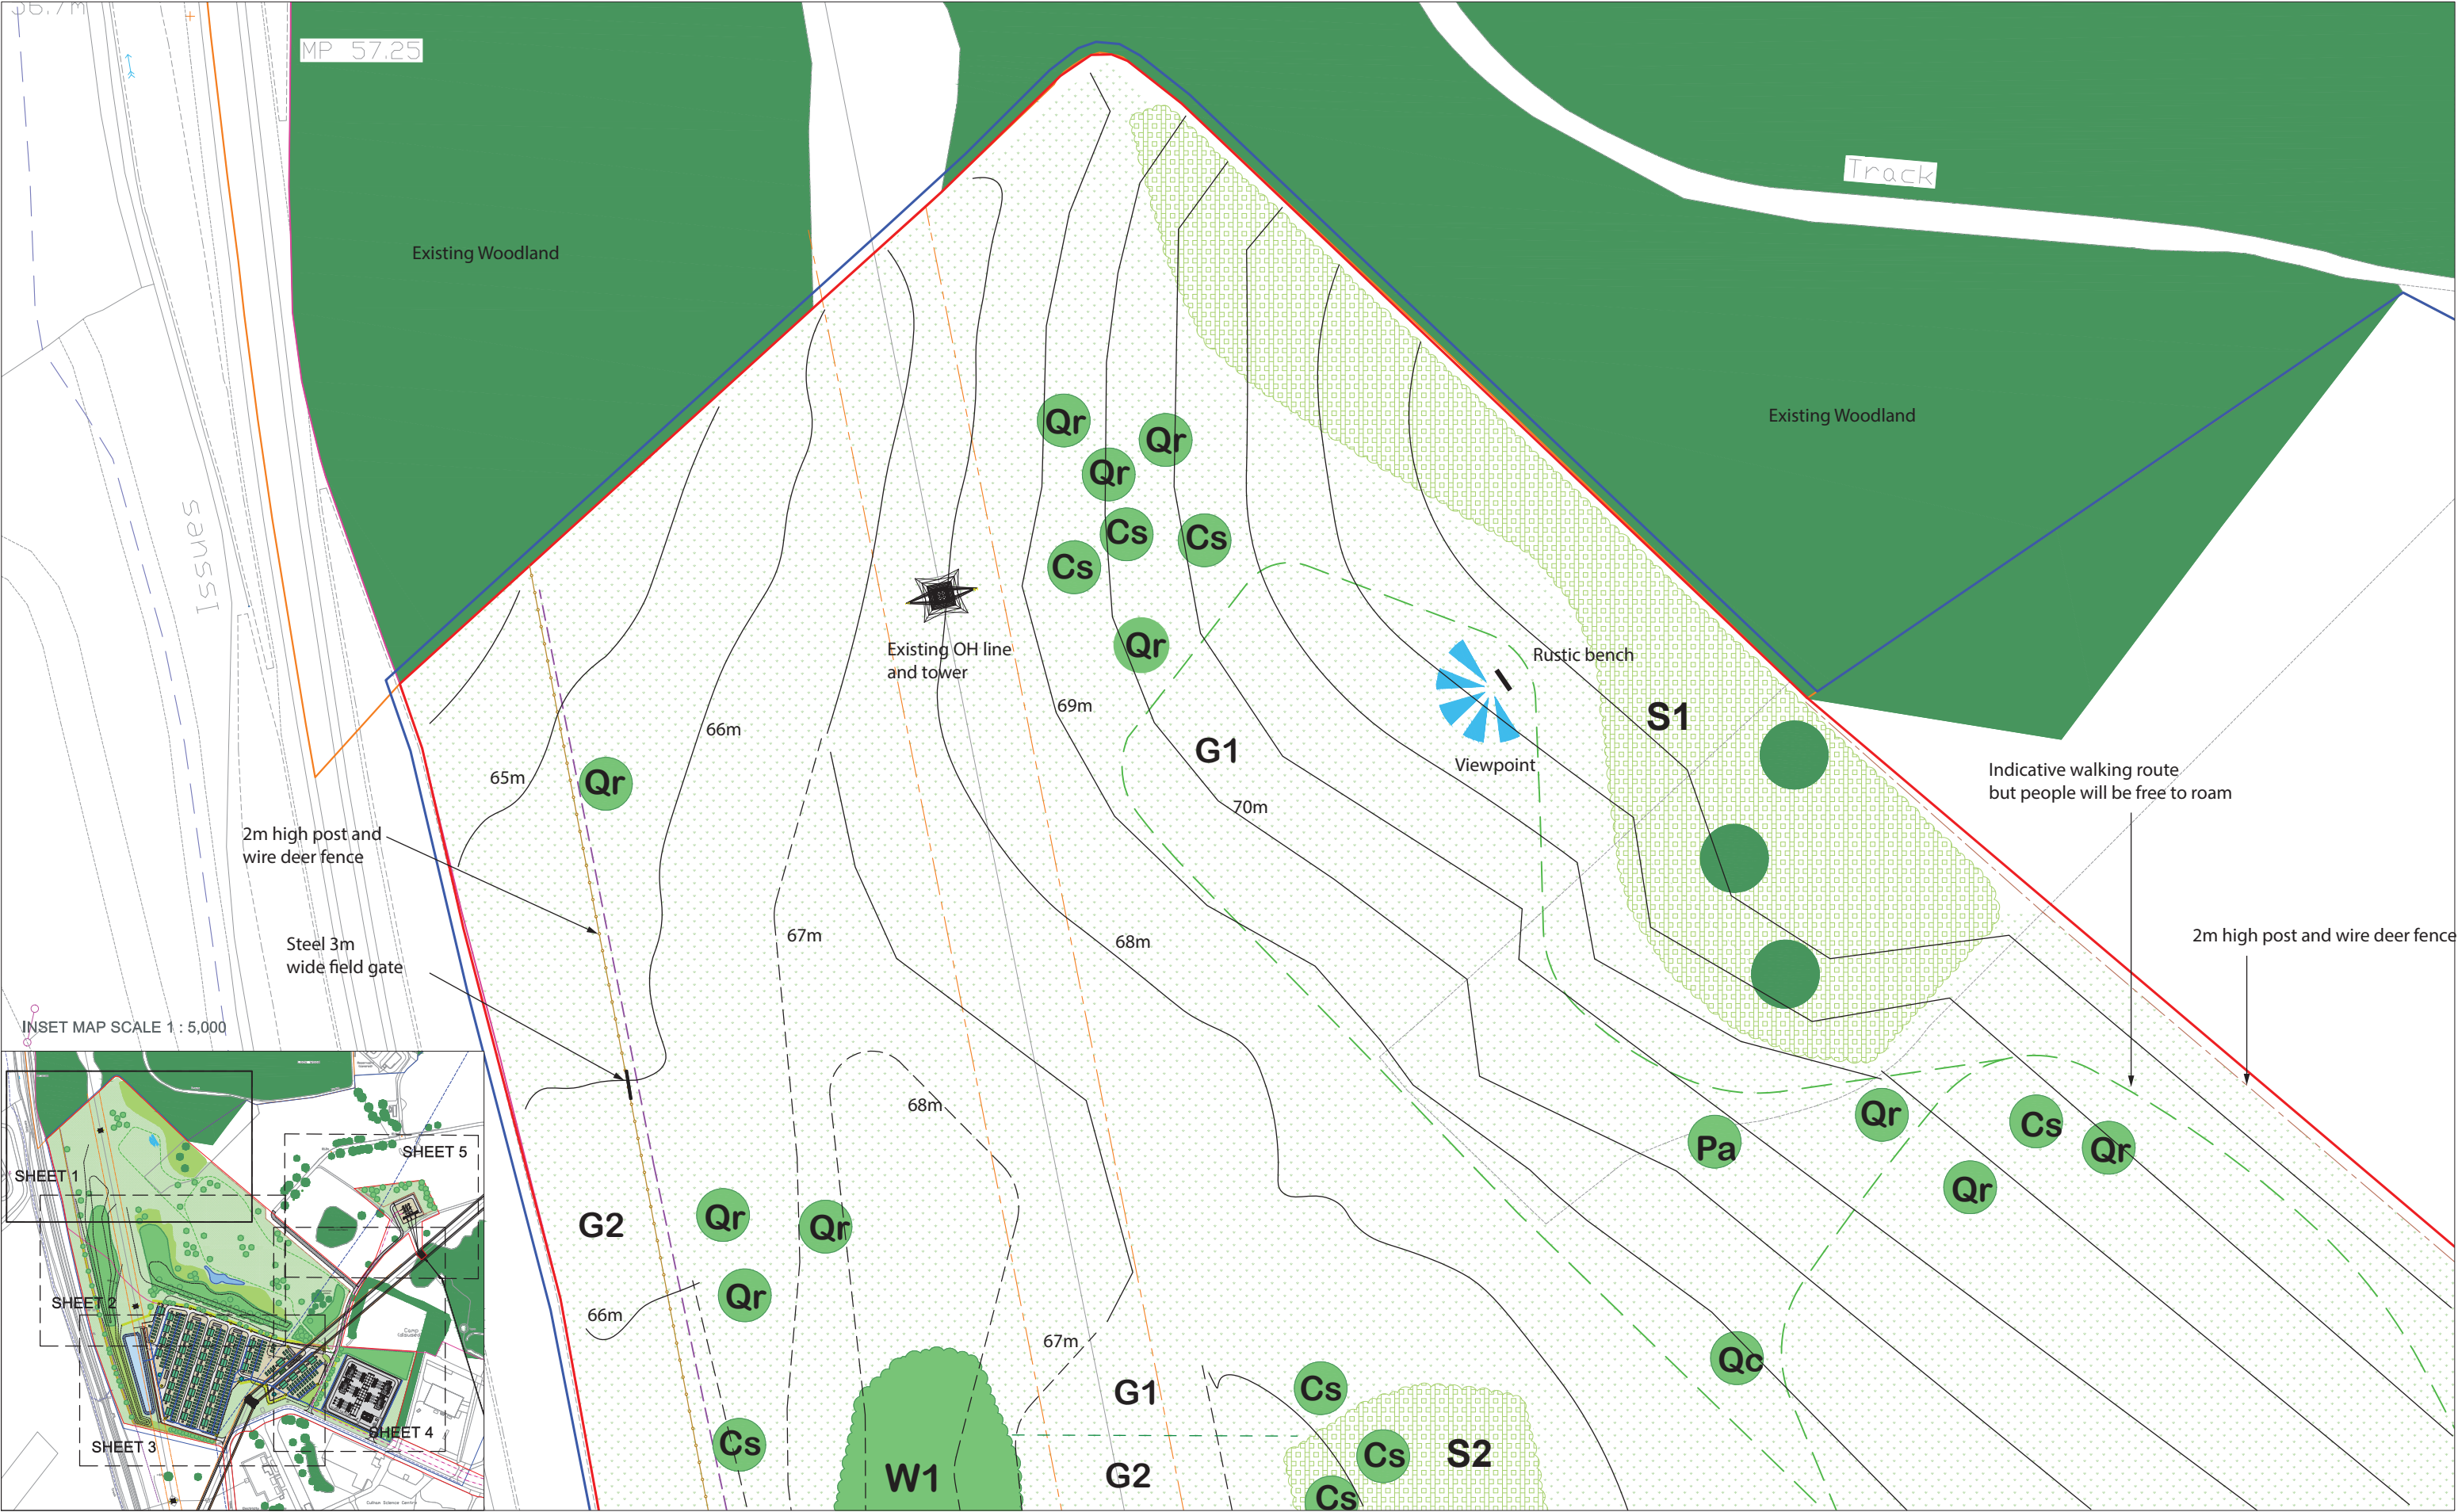 MP 57.25
Track
Existing Woodland
Existing Woodland
Issues
Qr
Qr
Qr
Cs
Cs
Cs
Qr
Existing OH line
and tower
Rustic bench
Viewpoint
S1
G1
69m
70m
66m
65m
Qr
2m high post and
wire deer fence
Indicative walking route
but people will be free to roam
2m high post and wire deer fence
Steel 3m
wide field gate
67m
68m
68m
INSET MAP SCALE 1 : 5,000
SHEET 5
SHEET 1
SHEET 2
SHEET 3
SHEET 4
Culham Science Centre
Pa
Qr
Cs
Qr
Qr
G2
Qr
Qr
Qr
66m
67m
Qc
Cs
G1
Cs
Cs
S2
W1
G2
Cs